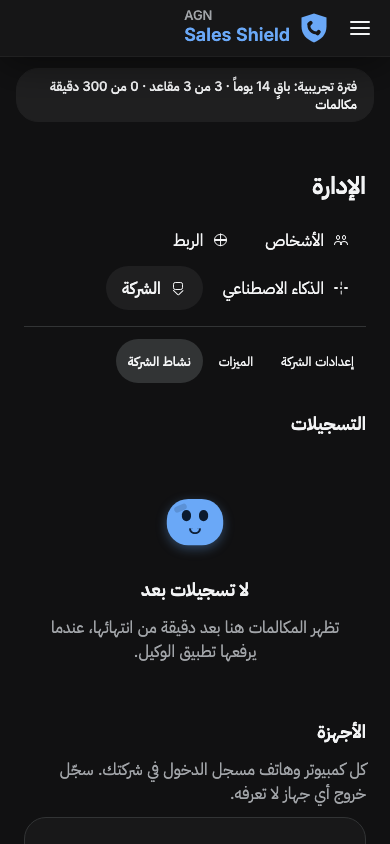 AGN
Sales Shield
فترة تجريبية: باقٍ 14 يوماً · 3 من 3 مقاعد · 0 من 300 دقيقة
مكالمات
الإدارة
الأشخاص
الربط
الذكاء الاصطناعي
الشركة
إعدادات الشركة
الميزات
نشاط الشركة
التسجيلات
لا تسجيلات بعد
تظهر المكالمات هنا بعد دقيقة من انتهائها، عندما
يرفعها تطبيق الوكيل.
الأجهزة
كل كمبيوتر وهاتف مسجل الدخول في شركتك. سجّل
خروج أي جهاز لا تعرفه.